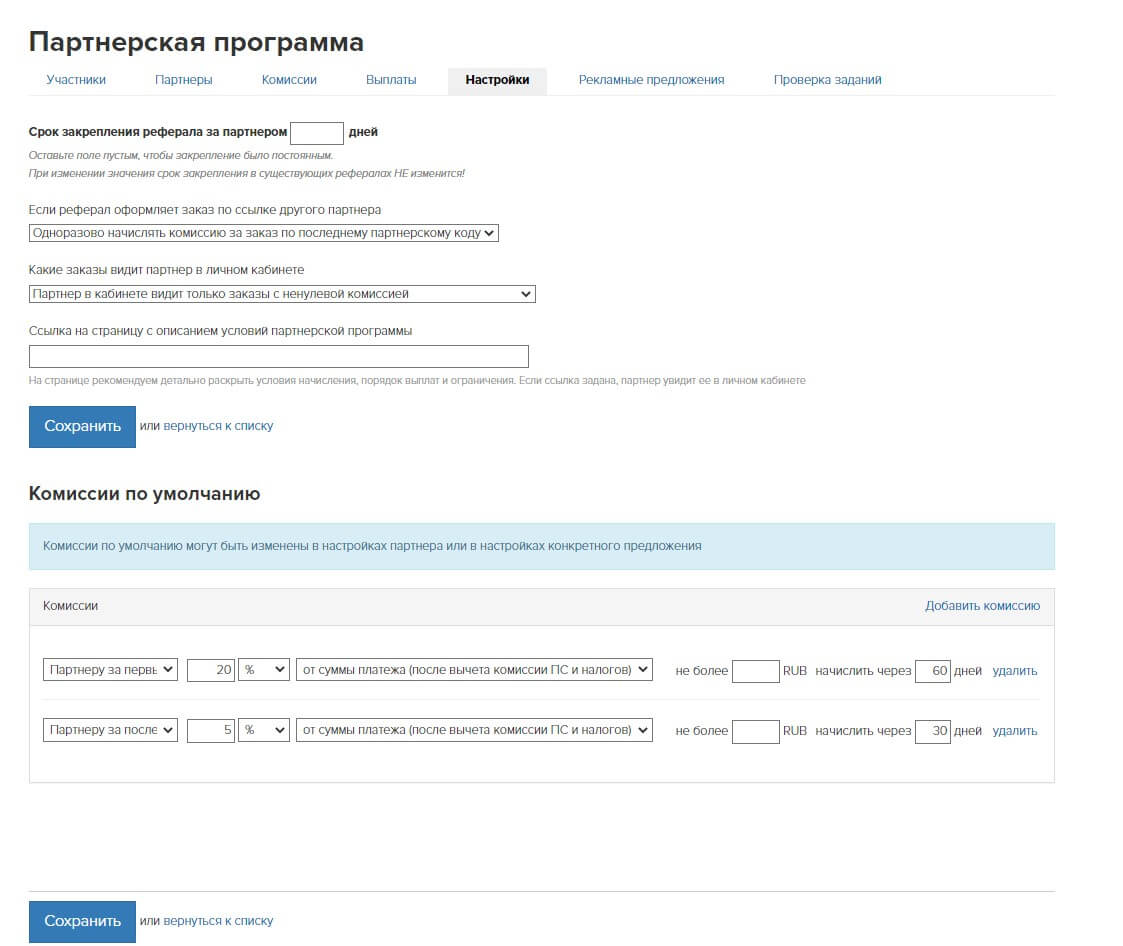 Партнерская программа
Участники Партнеры Комиссии Выплаты Настройки Рекламные предложения Проверка заданий
Срок закрепления реферала за партнером дней
Оставьте поле пустым, чтобы закрепление было постоянным.
При изменении значения срок закрепления в существующих рефералах НЕ изменится!
Если реферал оформляет заказ по ссылке другого партнера
Одноразово начислять комиссию за заказ по последнему партнерскому коду
Какие заказы видит партнер в личном кабинете
Партнер в кабинете видит только заказы с ненулевой комиссией
Ссылка на страницу с описанием условий партнерской программы
На странице рекомендуем детально раскрыть условия начисления, порядок выплат и ограничения. Если ссылка задана, партнер увидит ее в личном кабинете
Сохранить или вернуться к списку
Комиссии по умолчанию
Комиссии по умолчанию могут быть изменены в настройках партнера или в настройках конкретного предложения
Комиссии Добавить комиссию
Партнеру за первь 20 % от суммы платежа (после вычета комиссии ПС и налогов) не более RUB начислить через 60 дней удалить
Партнеру за после 5 % от суммы платежа (после вычета комиссии ПС и налогов) не более RUB начислить через 30 дней удалить
Сохранить или вернуться к списку